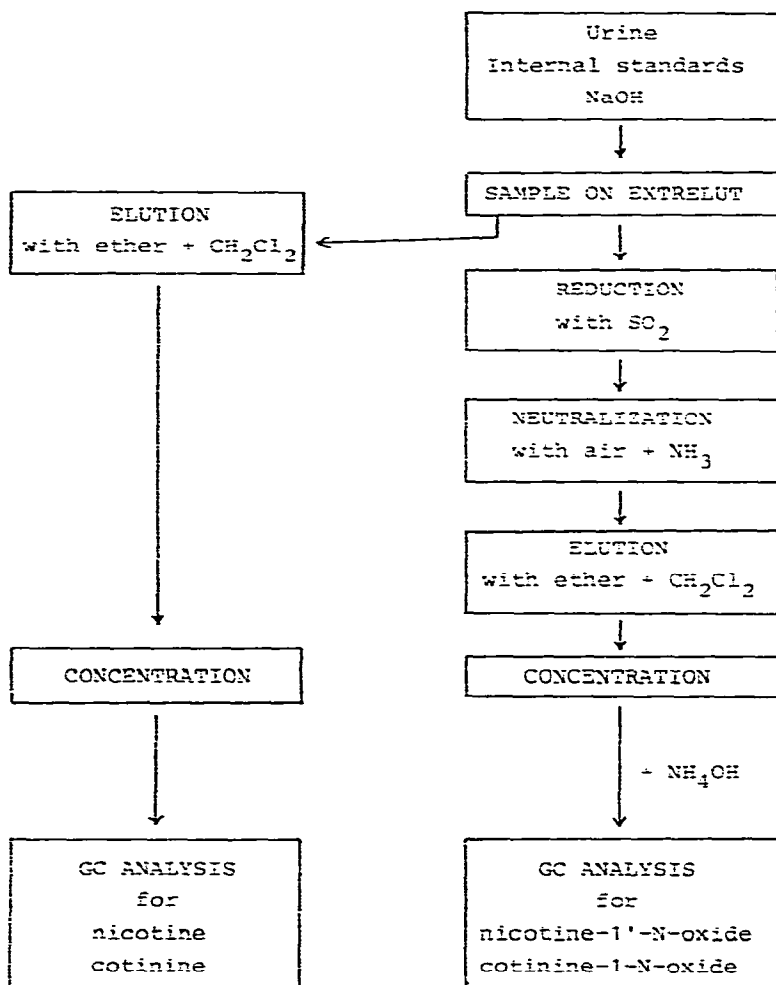 Urine
Internal standards
NaOH
SAMPLE ON EXTRELUT
ELUTION
with ether + CH₂Cl₂
REDUCTION
with SO₂
NEUTRALIZATION
with air + NH₃
ELUTION
with ether + CH₂Cl₂
CONCENTRATION
CONCENTRATION
+ NH₄OH
GC ANALYSIS
for
nicotine
cotinine
GC ANALYSIS
for
nicotine-1'-N-oxide
cotinine-1-N-oxide